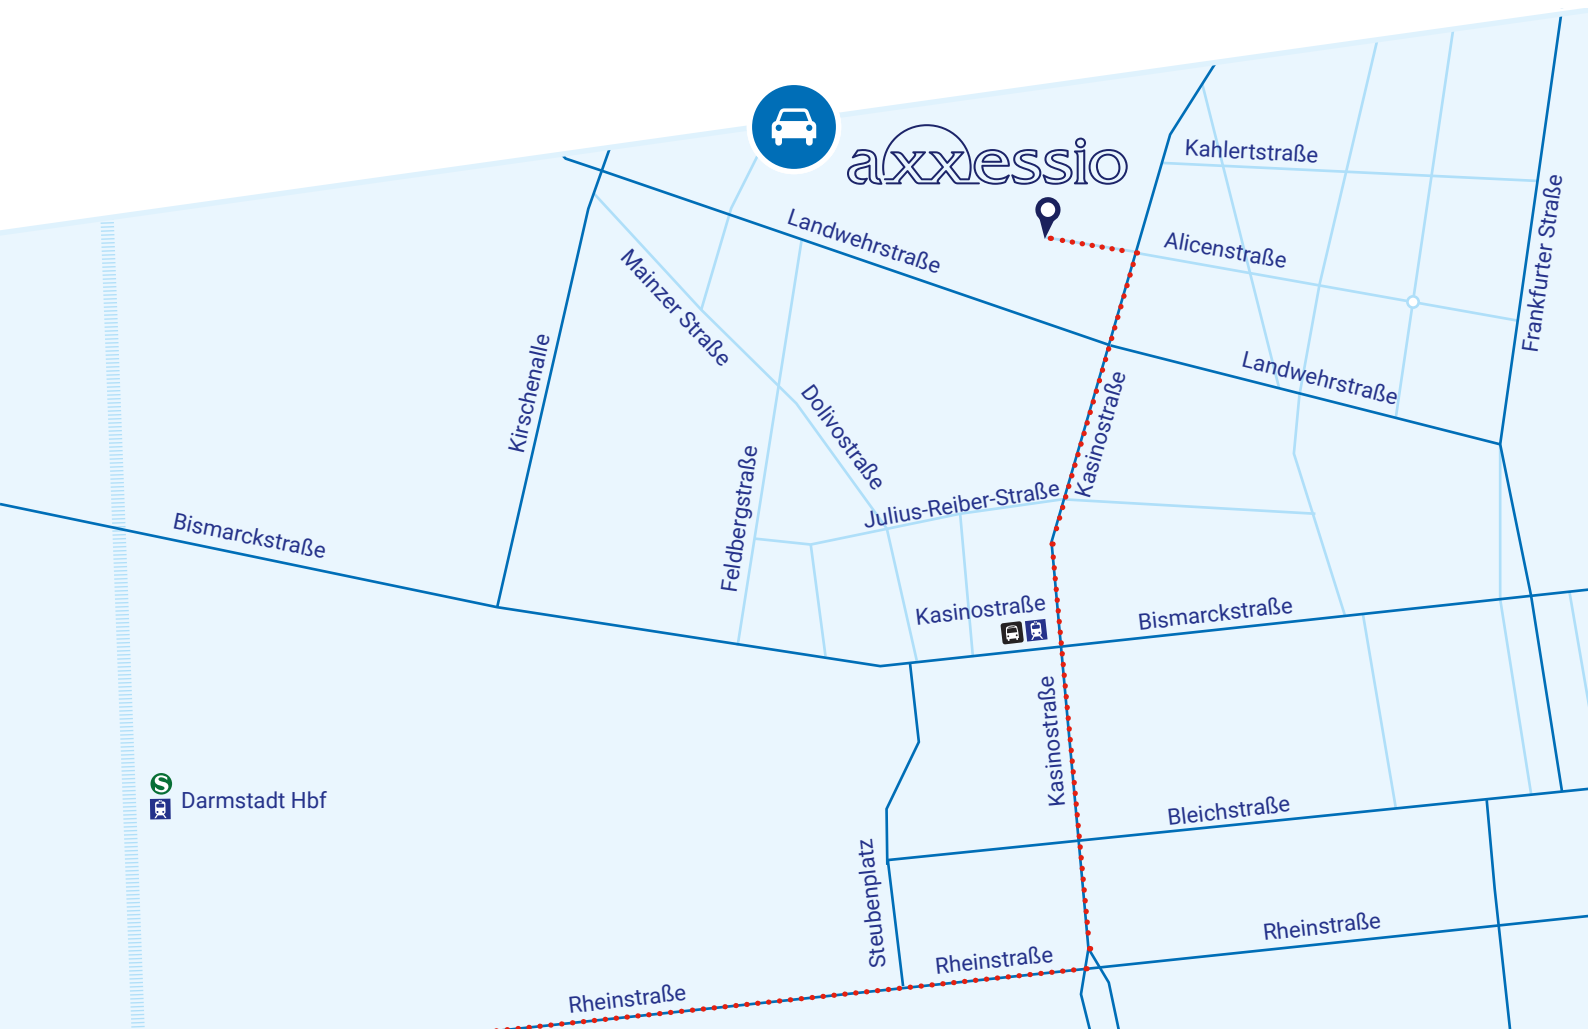 axxessio
Kahlertstraße
Landwehrstraße
Alicenstraße
Frankfurter Straße
Mainzer Straße
Kirschenalle
Landwehrstraße
Dolivostraße
Kasinostraße
Feldbergstraße
Julius-Reiber-Straße
Bismarckstraße
Kasinostraße
Bismarckstraße
Kasinostraße
S
Darmstadt Hbf
Bleichstraße
Steubenplatz
Rheinstraße
Rheinstraße
Rheinstraße